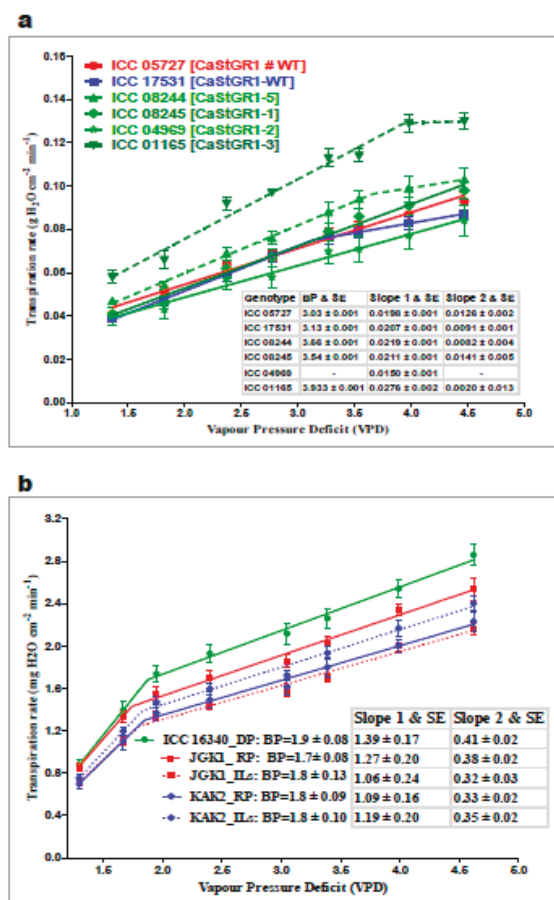 a
ICC 05727 [CaStGR1 # WT]
ICC 17531 [CaStGR1-WT]
ICC 08244 [CaStGR1-5]
ICC 08245 [CaStGR1-1]
ICC 04969 [CaStGR1-2]
ICC 01165 [CaStGR1-3]
0.16
0.14
0.12
0.10
0.08
0.06
0.04
0.02
0.00
Transpiration rate (g H₂O cm⁻² min⁻¹)
Genotype BP & SE Slope 1 & SE Slope 2 & SE
ICC 05727 3.03 ± 0.001 0.0198 ± 0.001 0.0126 ± 0.002
ICC 17531 3.13 ± 0.001 0.0207 ± 0.001 0.0091 ± 0.001
ICC 08244 3.66 ± 0.001 0.0219 ± 0.001 0.0082 ± 0.004
ICC 08245 3.54 ± 0.001 0.0211 ± 0.001 0.0141 ± 0.005
ICC 04969 - 0.0150 ± 0.001 -
ICC 01165 3.933 ± 0.001 0.0276 ± 0.002 0.0020 ± 0.013
1.0 1.5 2.0 2.5 3.0 3.5 4.0 4.5 5.0
Vapour Pressure Deficit (VPD)
b
3.2
2.8
2.4
2.0
1.6
1.2
0.8
0.4
0.0
Transpiration rate (mg H2O cm⁻² min⁻¹)
Slope 1 & SE Slope 2 & SE
ICC 16340_DP: BP=1.9 ± 0.08 1.39 ± 0.17 0.41 ± 0.02
JGK1_RP: BP=1.7± 0.08 1.27 ± 0.20 0.38 ± 0.02
JGK1_ILs: BP=1.8 ± 0.13 1.06 ± 0.24 0.32 ± 0.03
KAK2_RP: BP=1.8 ± 0.09 1.09 ± 0.16 0.33 ± 0.02
KAK2_ILs: BP=1.8 ± 0.10 1.19 ± 0.20 0.35 ± 0.02
1.5 2.0 2.5 3.0 3.5 4.0 4.5 5.0
Vapour Pressure Deficit (VPD)